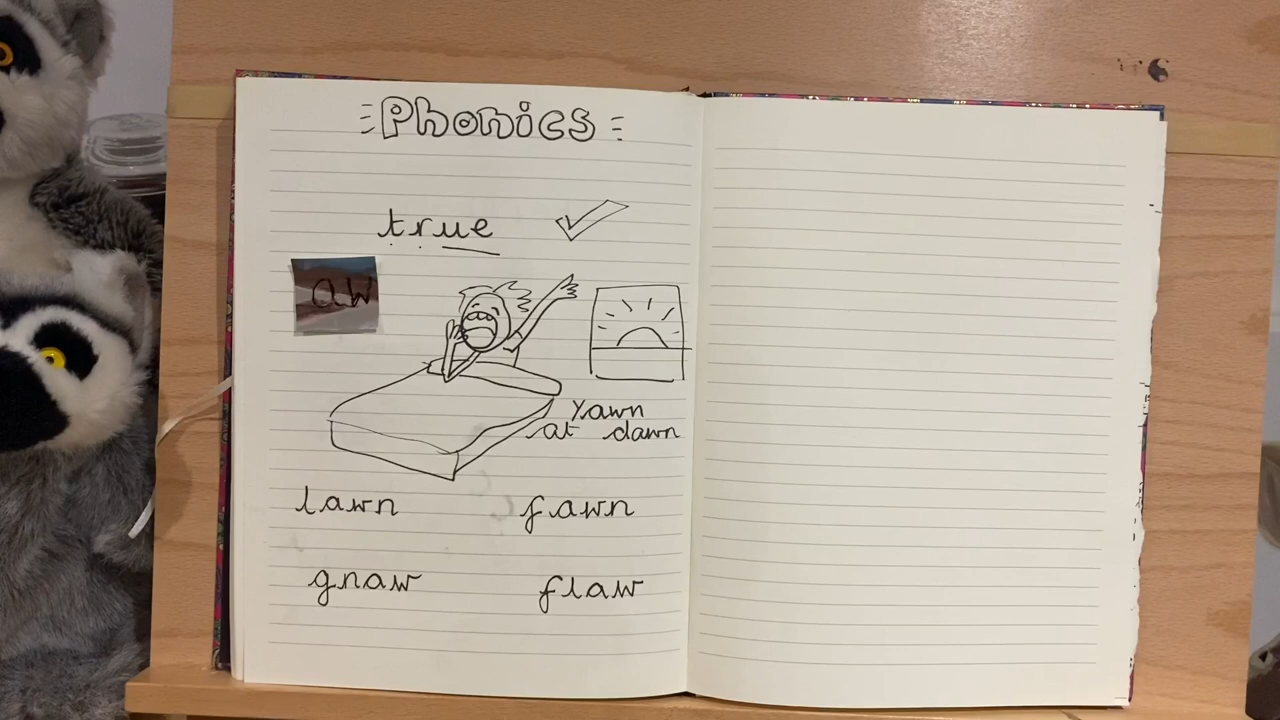 Phonics
true
aw
Yawn
at dawn
lawn fawn
gnaw flaw